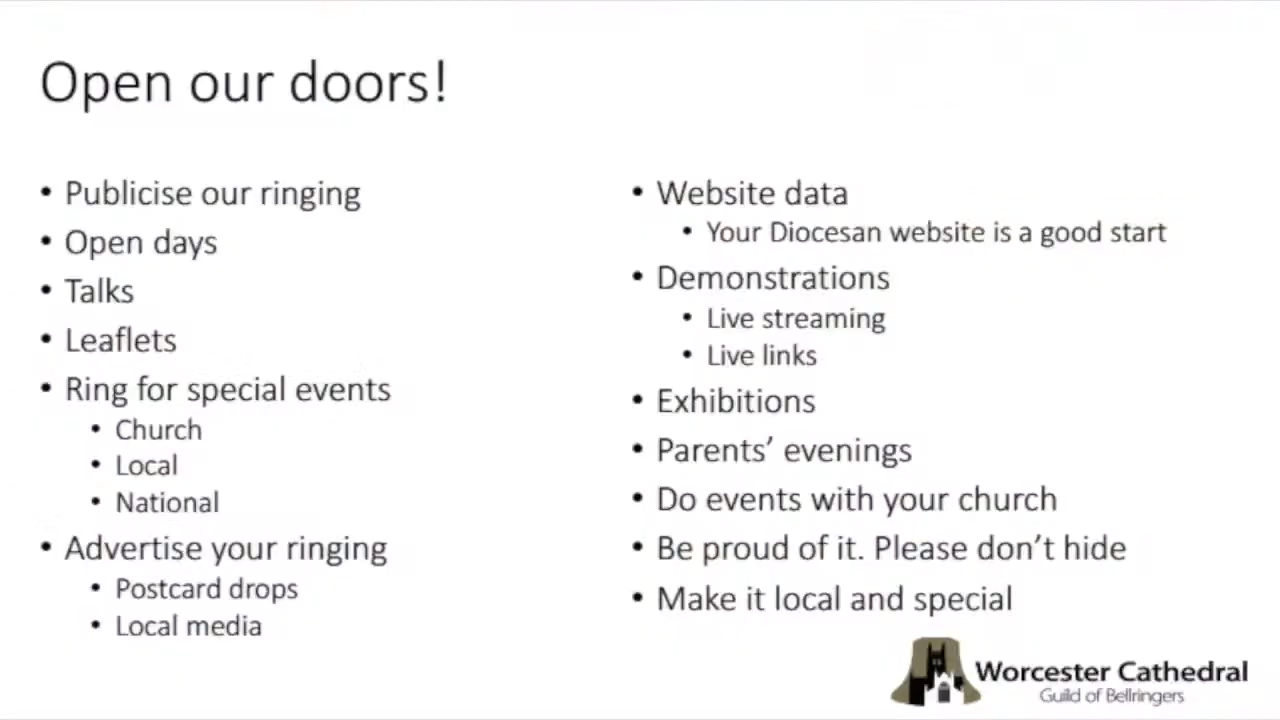 Open our doors!
• Publicise our ringing
• Open days
• Talks
• Leaflets
• Ring for special events
• Church
• Local
• National
• Advertise your ringing
• Postcard drops
• Local media
• Website data
• Your Diocesan website is a good start
• Demonstrations
• Live streaming
• Live links
• Exhibitions
• Parents’ evenings
• Do events with your church
• Be proud of it. Please don’t hide
• Make it local and special
Worcester Cathedral
Guild of Bellringers